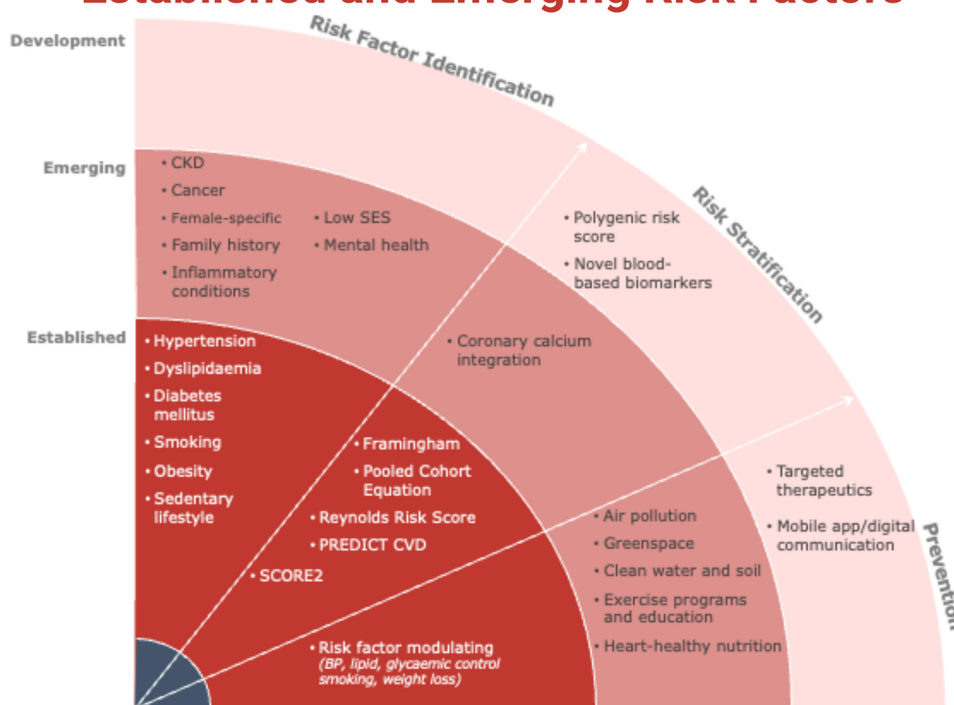 Established and Emerging Risk Factors
Development
Risk Factor Identification
Emerging
• CKD
• Cancer
• Female-specific
• Family history
• Inflammatory
conditions
• Low SES
• Mental health
Established
• Hypertension
• Dyslipidaemia
• Diabetes
mellitus
• Smoking
• Obesity
• Sedentary
lifestyle
Risk Stratification
• Polygenic risk
score
• Novel blood-
based biomarkers
• Coronary calcium
integration
• Framingham
• Pooled Cohort
Equation
• Reynolds Risk Score
• PREDICT CVD
• SCORE2
Prevention
• Targeted
therapeutics
• Mobile app/digital
communication
• Air pollution
• Greenspace
• Clean water and soil
• Exercise programs
and education
• Heart-healthy nutrition
• Risk factor modulating
(BP, lipid, glycaemic control
smoking, weight loss)